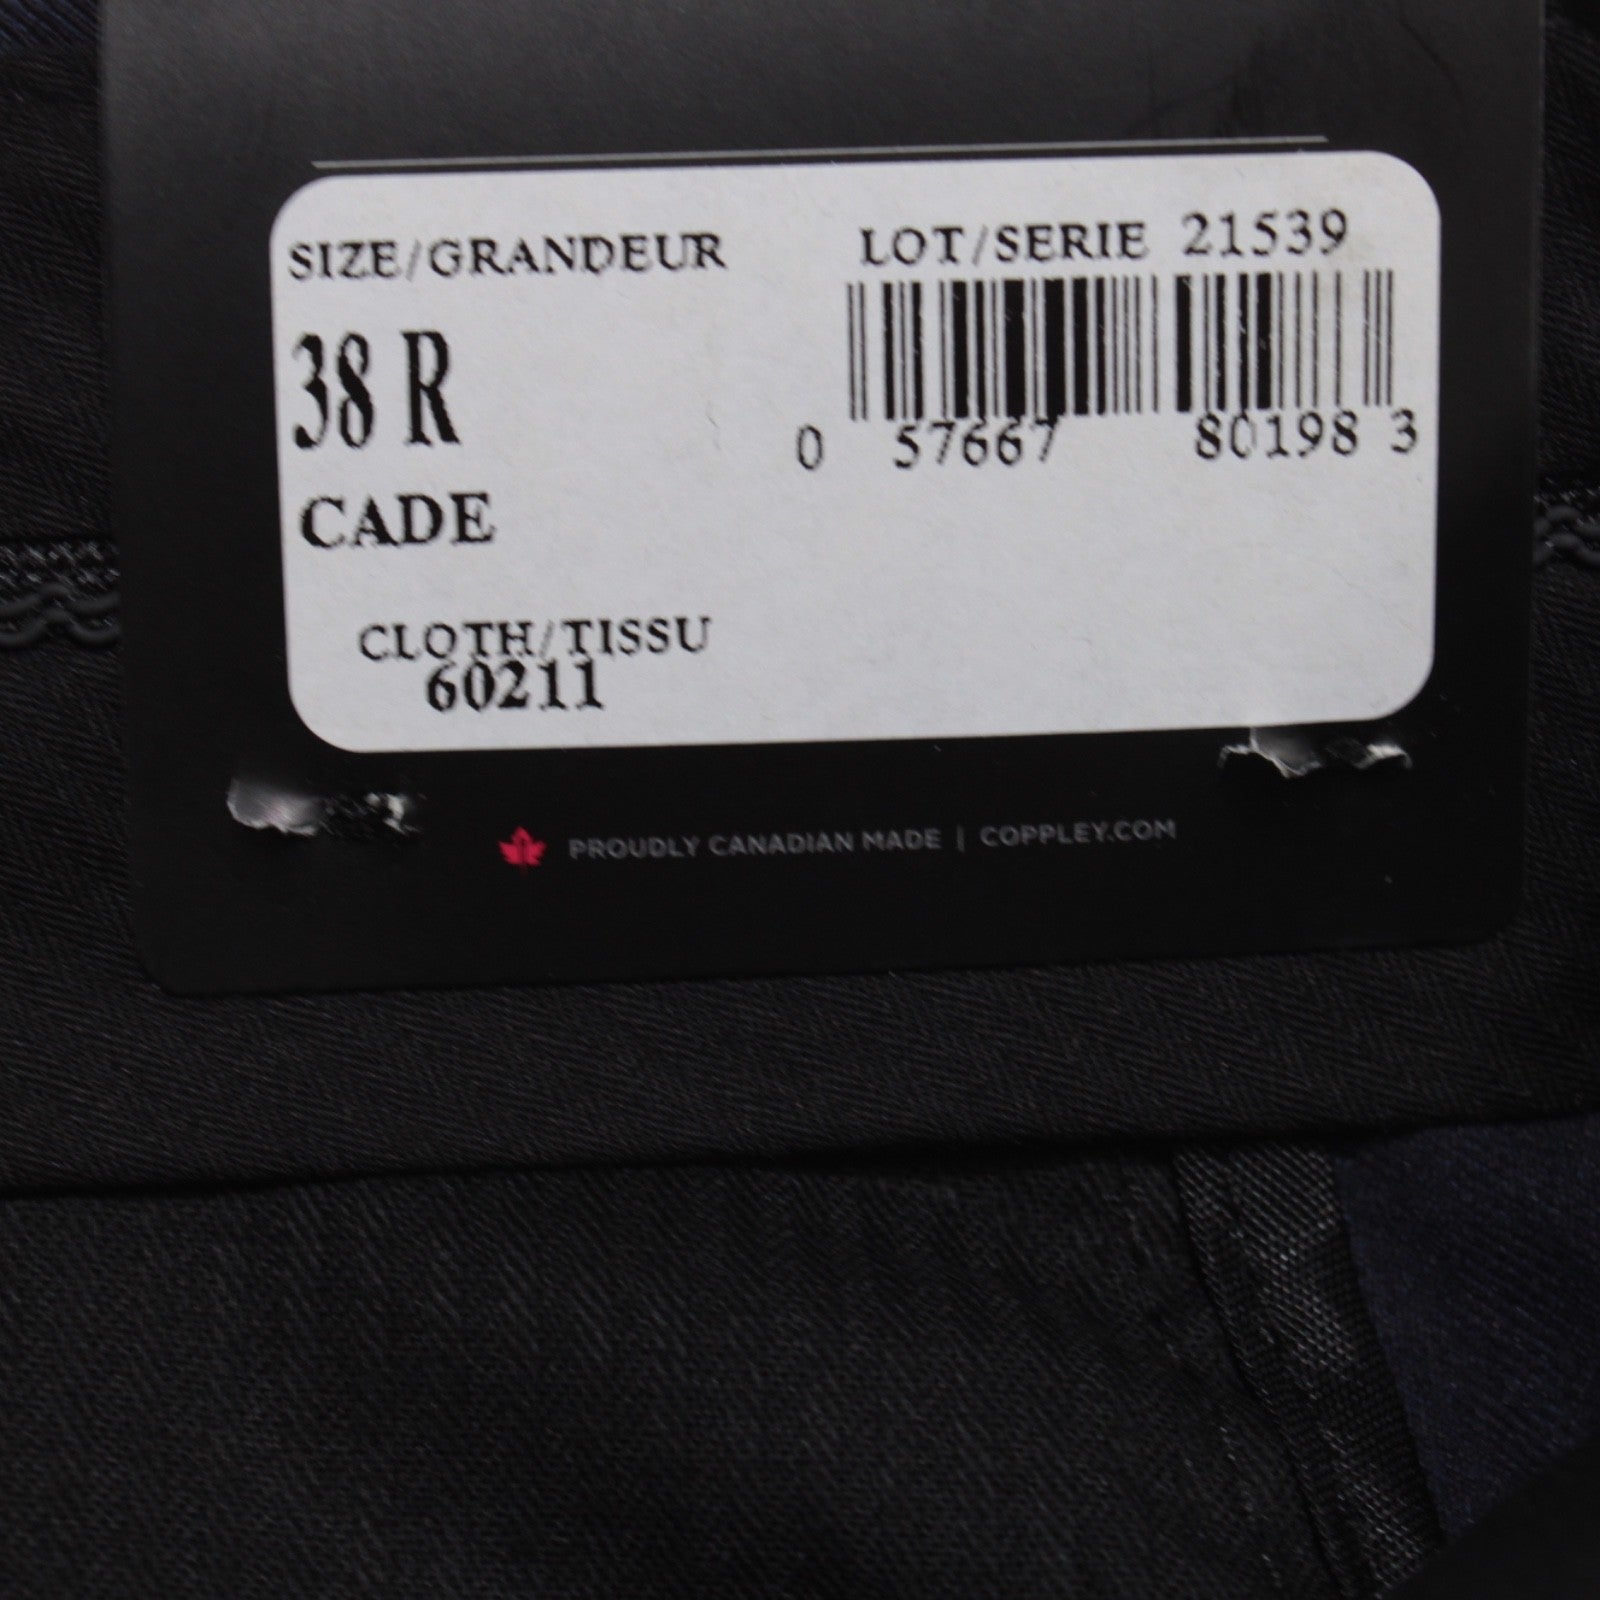 SIZE/GRANDEUR
LOT/SERIE 21539
38 R
0 57667 80198 3
CADE
CLOTH/TISSU
60211
PROUDLY CANADIAN MADE | COPPLEY.COM